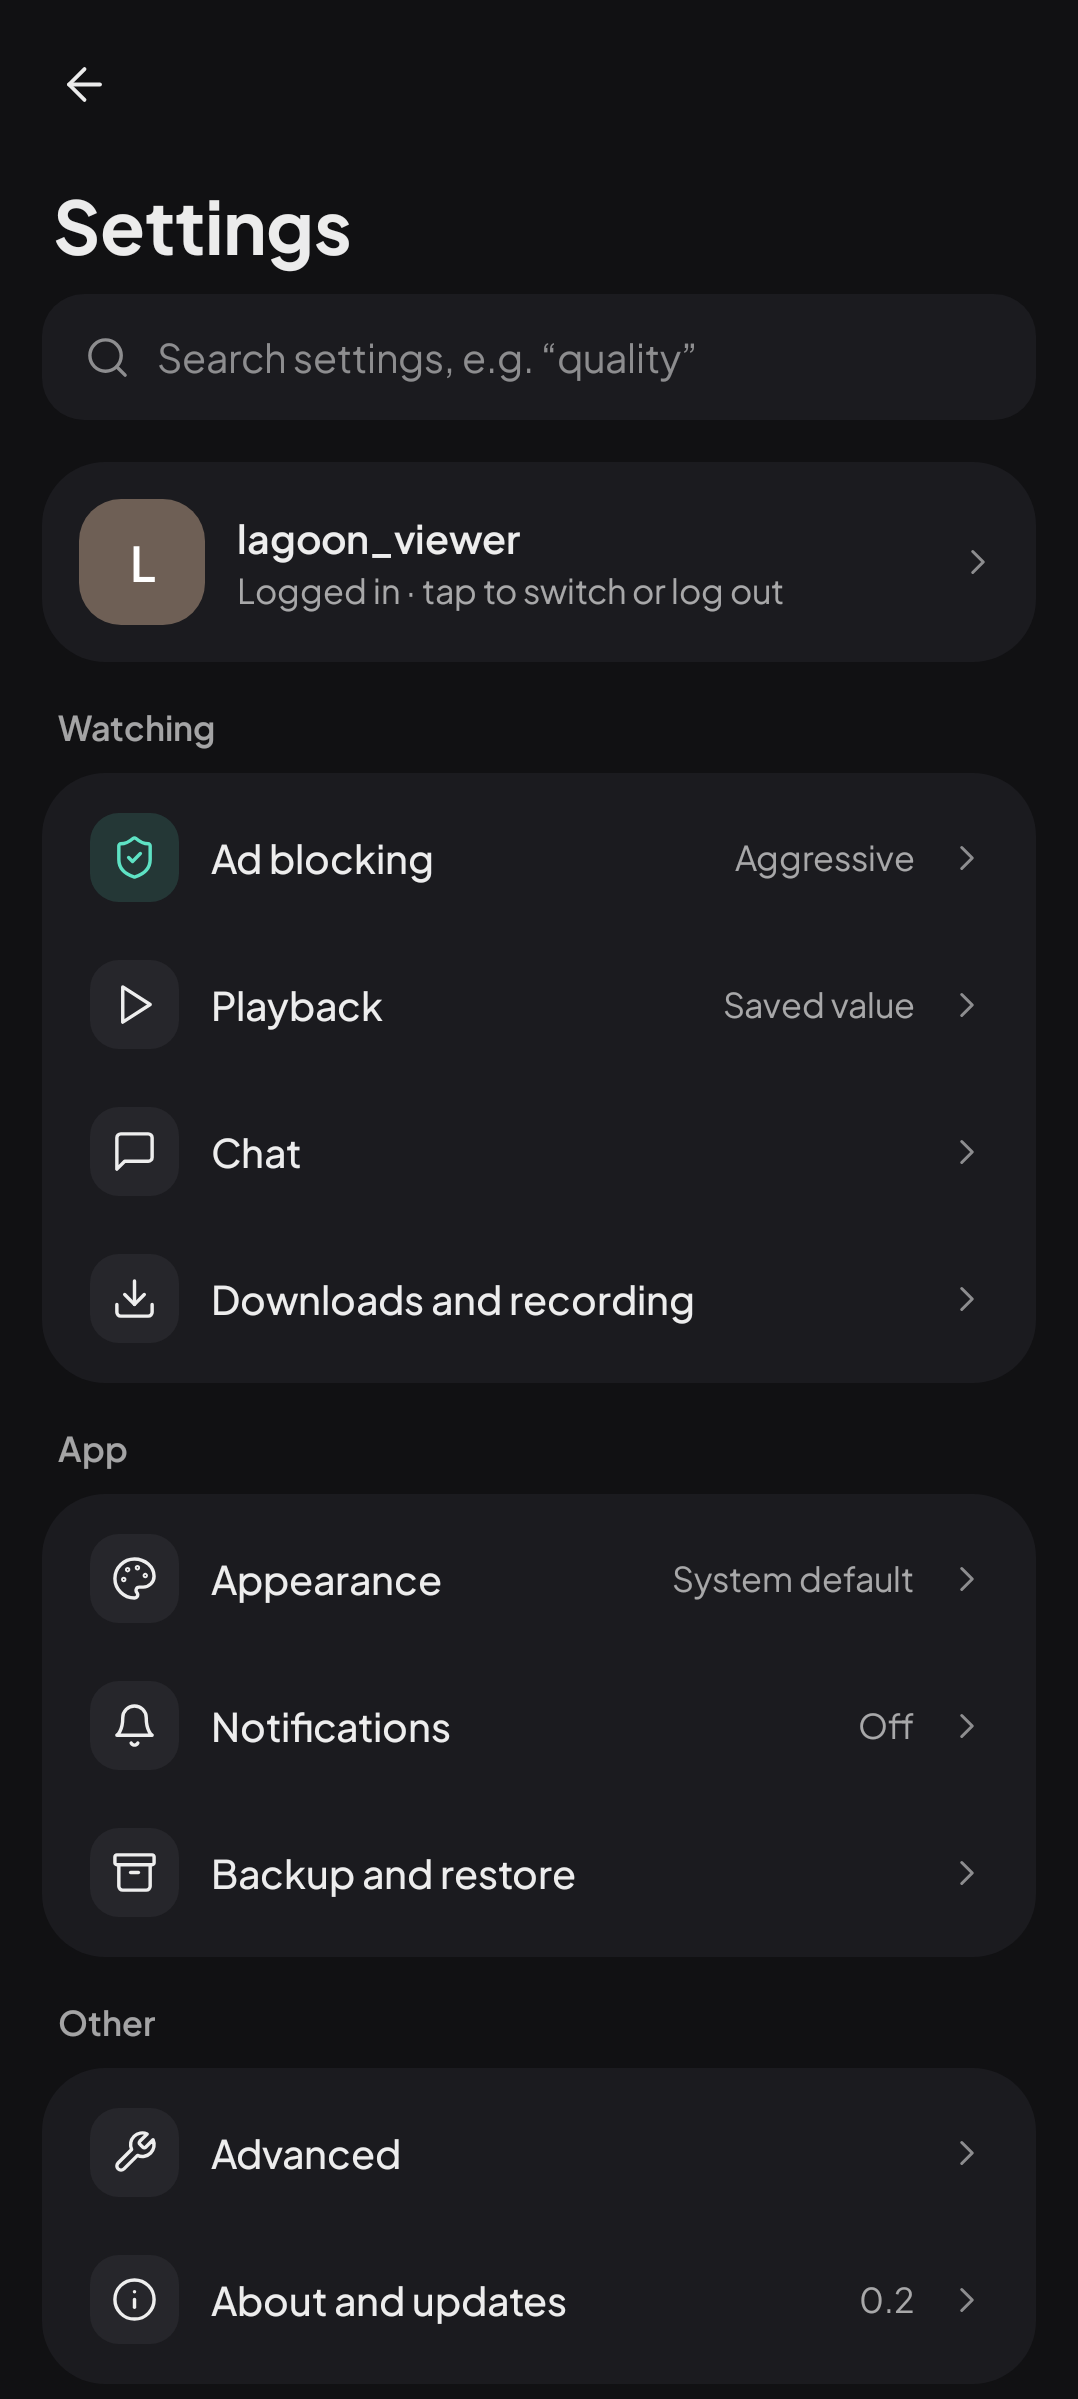 Settings
Search settings, e.g. “quality”
L
lagoon_viewer
Logged in · tap to switch or log out
Watching
Ad blocking
Aggressive
Playback
Saved value
Chat
Downloads and recording
App
Appearance
System default
Notifications
Off
Backup and restore
Other
Advanced
About and updates
0.2